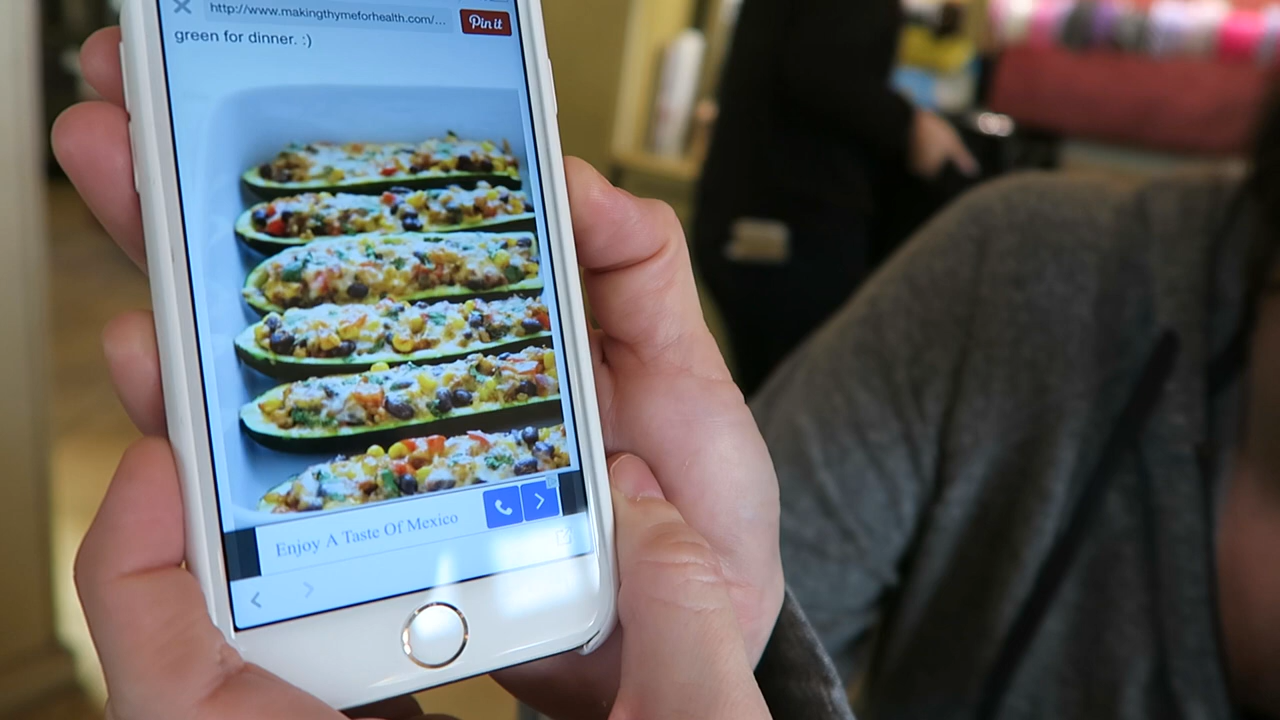 http://www.makingthymeforhealth.com/...
Pin it
green for dinner. :)
Enjoy A Taste Of Mexico